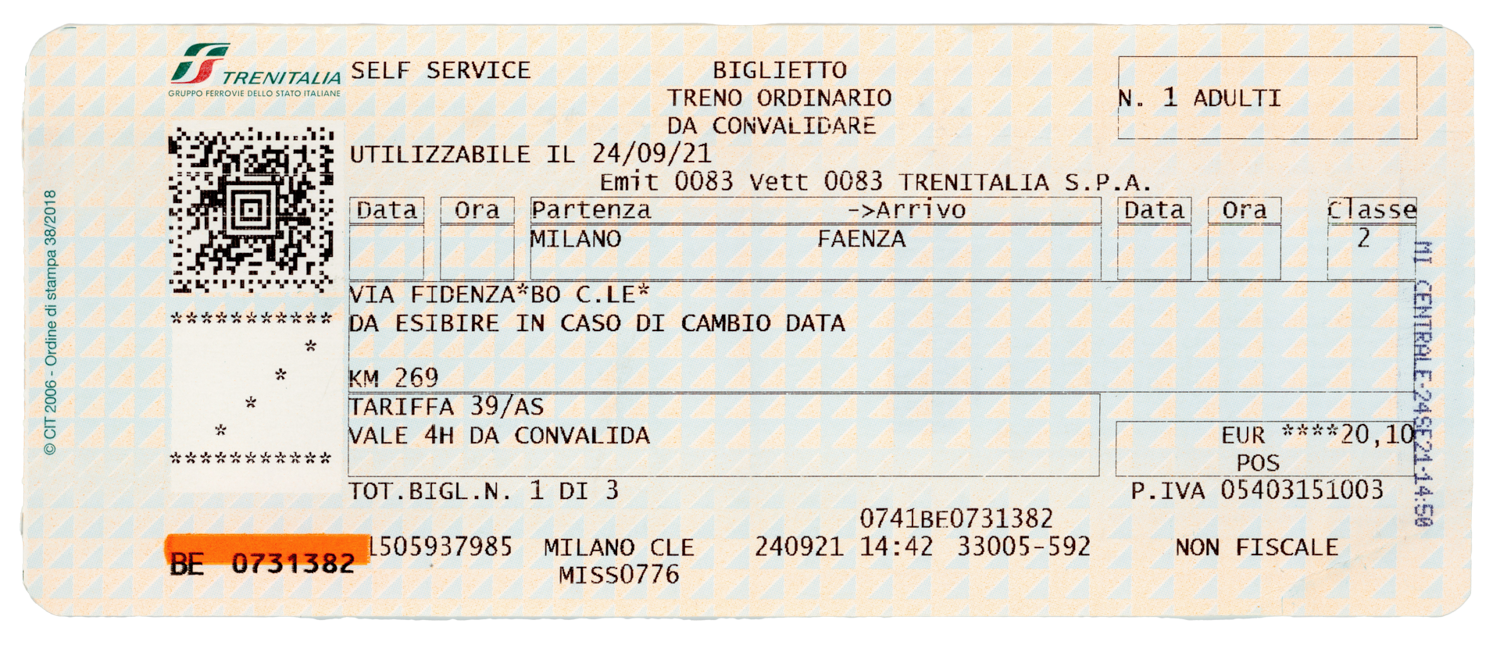 TRENITALIA
GRUPPO FERROVIE DELLO STATO ITALIANE
SELF SERVICE
BIGLIETTO
TRENO ORDINARIO
DA CONVALIDARE
N. 1 ADULTI
UTILIZZABILE IL 24/09/21
Emit 0083 Vett 0083 TRENITALIA S.P.A.
Data Ora Partenza ->Arrivo Data Ora Classe
MILANO FAENZA 2
VIA FIDENZA*BO C.LE*
DA ESIBIRE IN CASO DI CAMBIO DATA
KM 269
***********
*
*
*
*
***********
TARIFFA 39/AS
VALE 4H DA CONVALIDA
EUR ****20,10
POS
TOT.BIGL.N. 1 DI 3
P.IVA 05403151003
0741BE0731382
BE 0731382
1505937985 MILANO CLE 240921 14:42 33005-592 NON FISCALE
MISS0776
© CIT 2006 - Ordine di stampa 38/2018
MI CENTRALE-24SE21-14:50